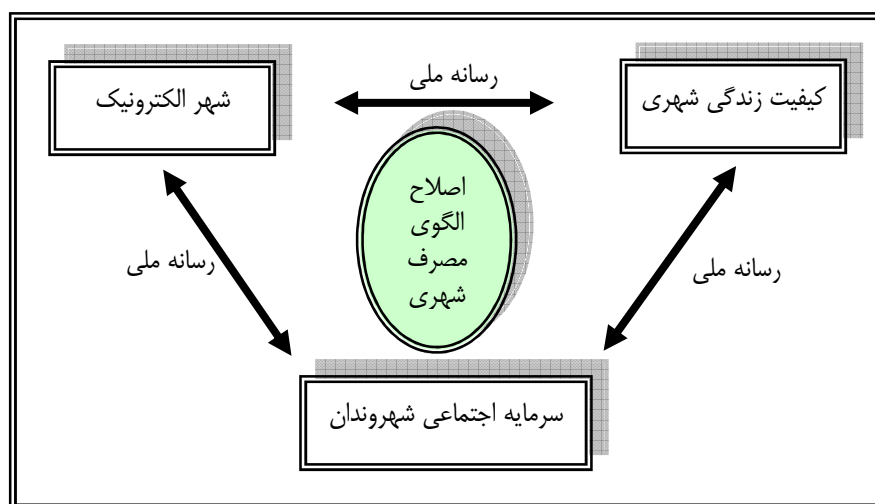 رسانه ملی
کیفیت زندگی شهری
شهر الکترونیک
اصلاح
الگوی
مصرف
شهری
رسانه ملی
رسانه ملی
سرمایه اجتماعی شهروندان